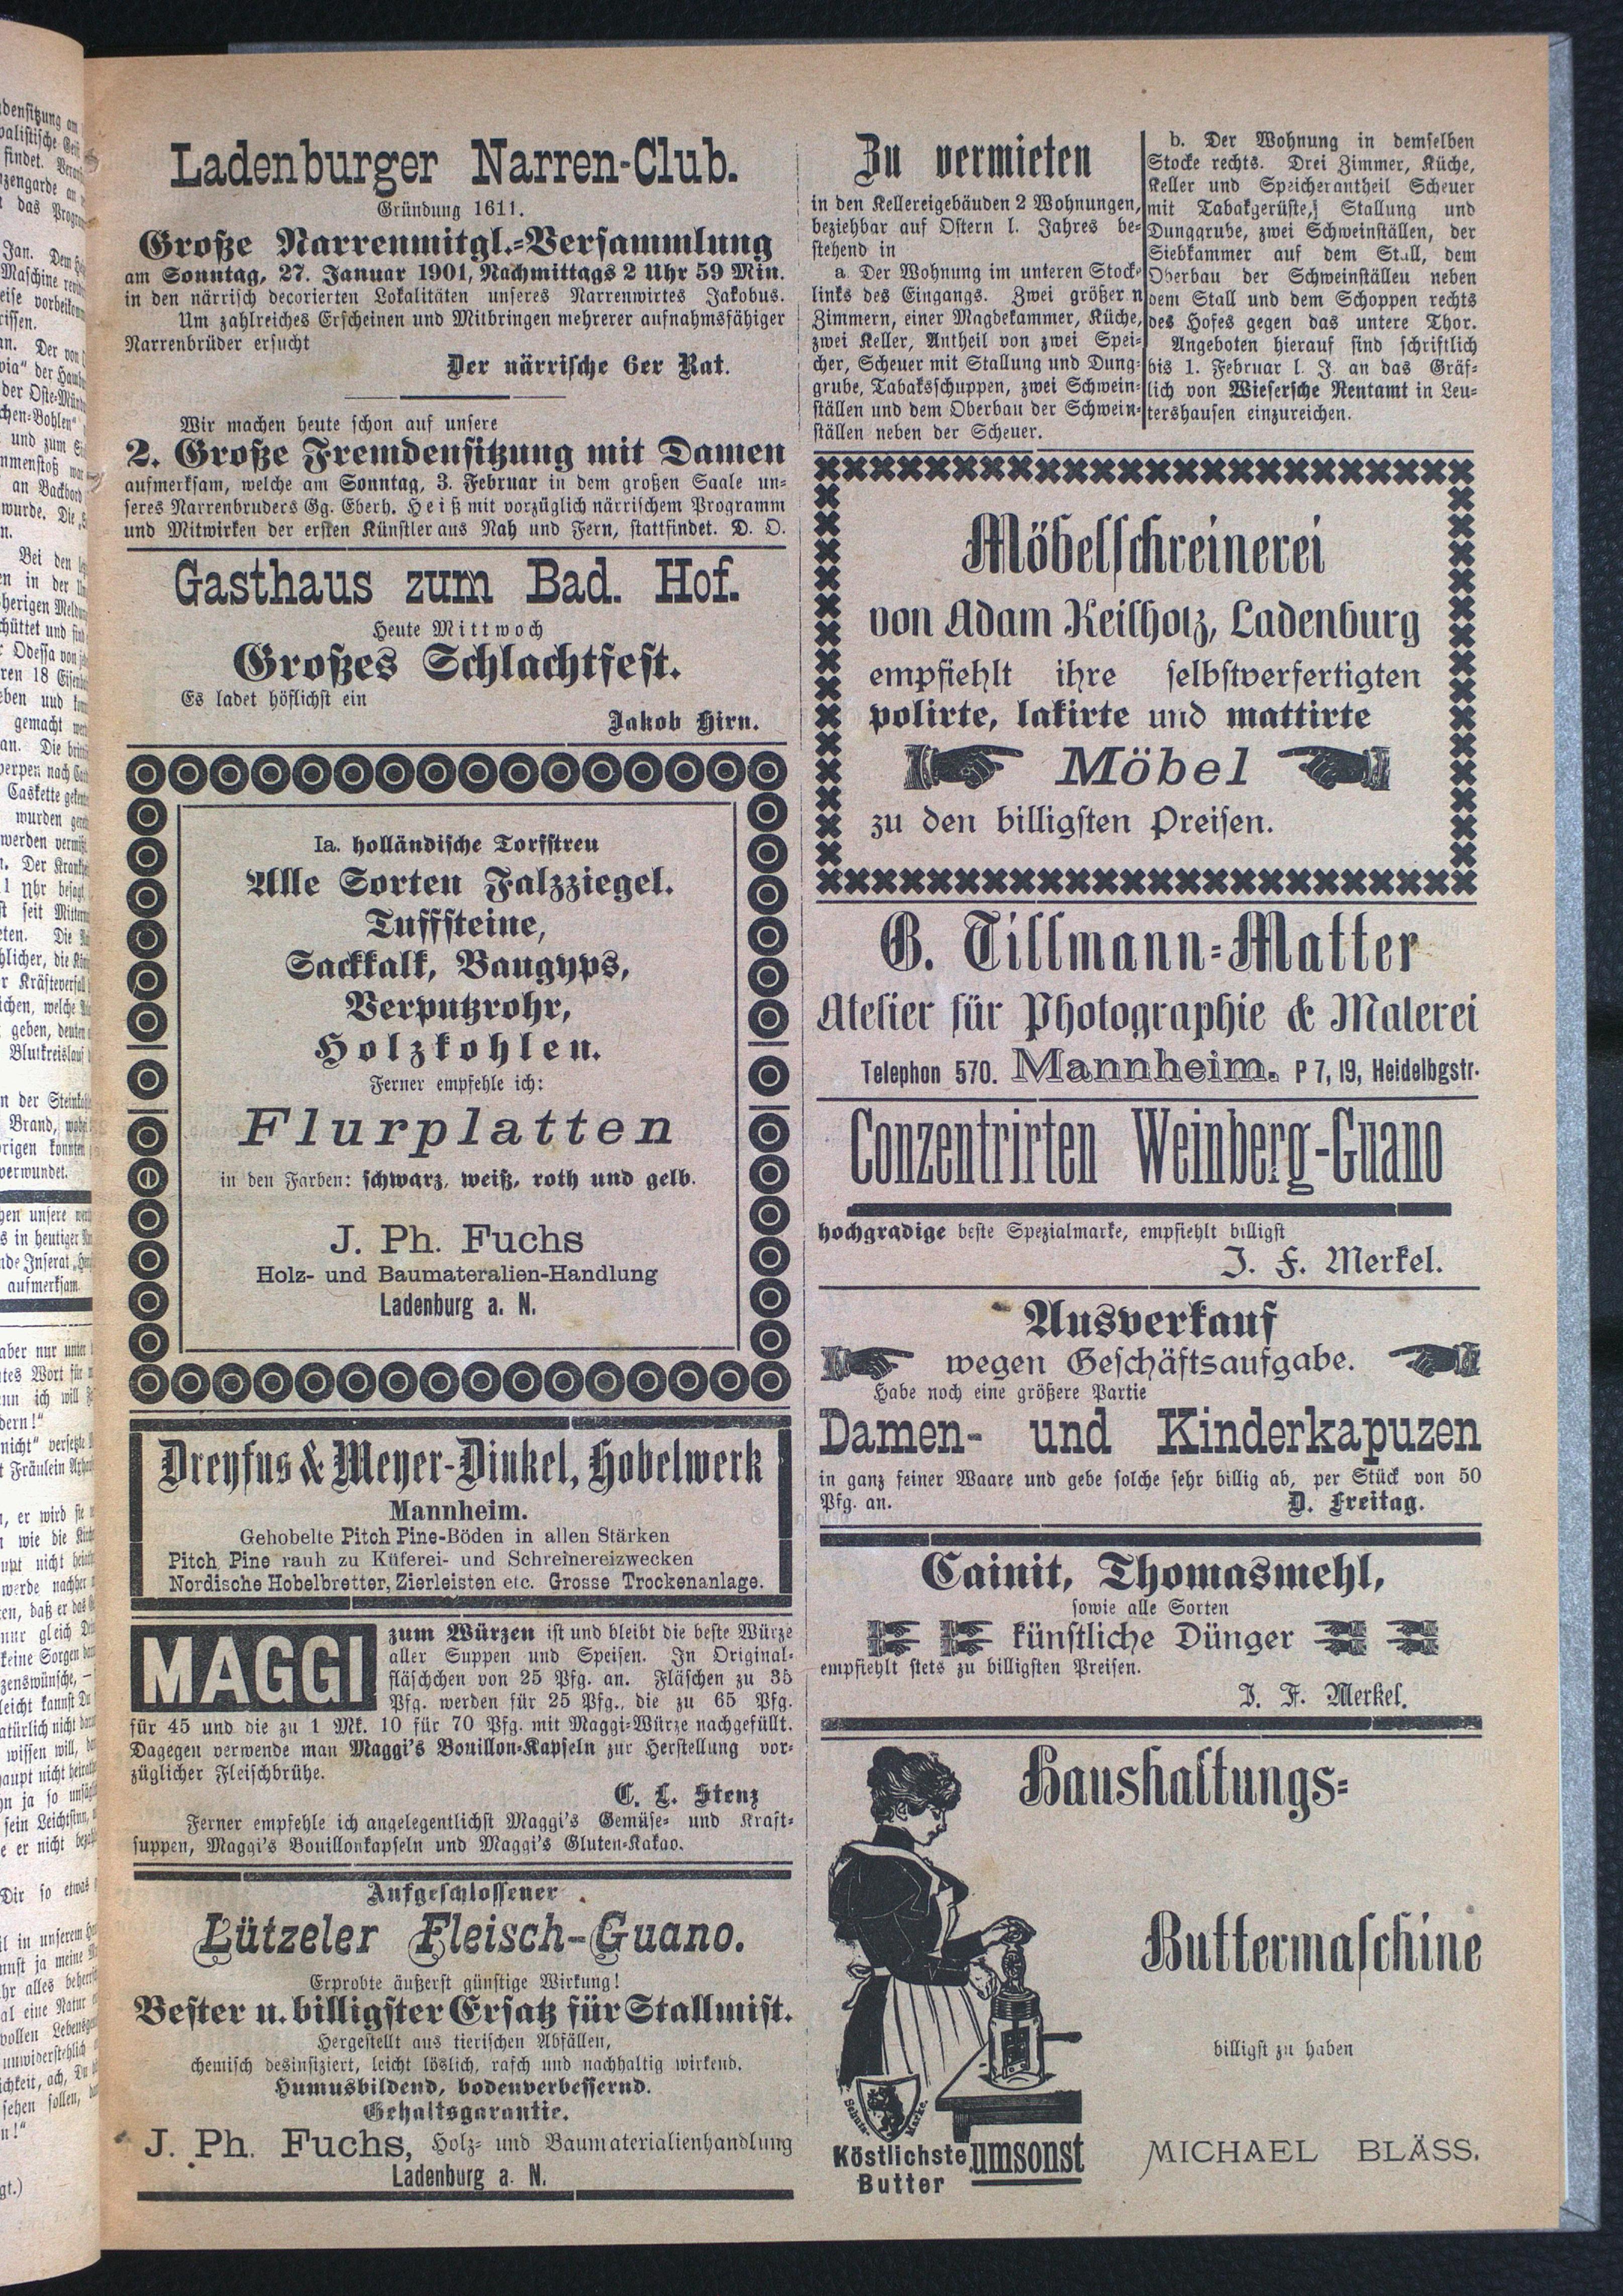 Ladenburger Narren-Club.
Gründung 1611.
Große Narrenmitgl.-Versammlung
am Sonntag, 27. Januar 1901, Nachmittags 2 Uhr 59 Min.
in den närrisch decorierten Lokalitäten unseres Narrenwirtes Jakobus.
Um zahlreiches Erscheinen und Mitbringen mehrerer aufnahmsfähiger
Narrenbrüder ersucht
Der närrische 6er Rat.
Wir machen heute schon auf unsere
2. Große Fremdensitzung mit Damen
aufmerksam, welche am Sonntag, 3. Februar in dem großen Saale un-
seres Narrenbruders Gg. Eberh. Heiß mit vorzüglich närrischem Programm
und Mitwirken der ersten Künstler aus Nah und Fern, stattfindet. D. O.
Gasthaus zum Bad. Hof.
Heute Mittwoch
Großes Schlachtfest.
Es ladet höflichst ein
Jakob Hirn.
Ia. holländische Torfstreu
Alle Sorten Falzziegel.
Tuffsteine,
Sackkalk, Baugyps,
Verputzrohr,
Holzkohlen.
Ferner empfehle ich:
Flurplatten
in den Farben: schwarz, weiß, roth und gelb.
J. Ph. Fuchs
Holz- und Baumateralien-Handlung
Ladenburg a. N.
Dreyfus & Meyer-Dinkel, Hobelwerk
Mannheim.
Gehobelte Pitch Pine-Böden in allen Stärken
Pitch Pine rauh zu Küferei- und Schreinereizwecken
Nordische Hobelbretter, Zierleisten etc. Grosse Trockenanlage.
MAGGI
zum Würzen ist und bleibt die beste Würze
aller Suppen und Speisen. In Original-
fläschchen von 25 Pfg. an. Fläschen zu 35
Pfg. werden für 25 Pfg., die zu 65 Pfg.
für 45 und die zu 1 Mk. 10 für 70 Pfg. mit Maggi-Würze nachgefüllt.
Dagegen verwende man Maggi's Bouillon-Kapseln zur Herstellung vor-
züglicher Fleischbrühe.
C. L. Stenz
Ferner empfehle ich angelegentlichst Maggi's Gemüse- und Kraft-
suppen, Maggi's Bouillonkapseln und Maggi's Gluten-Kakao.
Aufgeschlossener
Lützeler Fleisch-Guano.
Erprobte äußerst günstige Wirkung!
Bester u. billigster Ersatz für Stallmist.
Hergestellt aus tierischen Abfällen,
chemisch desinfiziert, leicht löslich, rasch und nachhaltig wirkend.
Humusbildend, bodenverbessernd.
Gehaltsgarantie.
J. Ph. Fuchs, Holz- und Baumaterialienhandlung
Ladenburg a. N.
Zu vermieten
in den Kellereigebäuden 2 Wohnungen,
beziehbar auf Ostern l. Jahres be-
stehend in
a. Der Wohnung im unteren Stock
links des Eingangs. Zwei größern
Zimmern, einer Magdekammer, Küche,
zwei Keller, Antheil von zwei Spei-
cher, Scheuer mit Stallung und Dung-
grube, Tabaksschuppen, zwei Schwein-
ställen und dem Oberbau der Schwein-
ställen neben der Scheuer.
b. Der Wohnung in demselben
Stocke rechts. Drei Zimmer, Küche,
Keller und Speicherantheil Scheuer
mit Tabakgerüste, Stallung und
Dunggrube, zwei Schweinställen, der
Siebkammer auf dem Stall, dem
Oberbau der Schweinställeu neben
dem Stall und dem Schoppen rechts
des Hofes gegen das untere Thor.
Angeboten hierauf sind schriftlich
bis 1. Februar l. J. an das Gräf-
lich von Wiesersche Rentamt in Leu-
tershausen einzureichen.
Möbelschreinerei
von Adam Keilholz, Ladenburg
empfiehlt ihre selbstverfertigten
polirte, lakirte und mattirte
Möbel
zu den billigsten Preisen.
G. Tillmann-Matter
Atelier für Photographie & Malerei
Telephon 570. Mannheim. P 7, 19, Heidelbgstr.
Conzentrirten Weinberg-Guano
hochgradige beste Spezialmarke, empfiehlt billigst
J. F. Merkel.
Ausverkauf
wegen Geschäftsaufgabe.
Habe noch eine größere Partie
Damen- und Kinderkapuzen
in ganz feiner Waare und gebe solche sehr billig ab, per Stück von 50
Pfg. an. D. Freitag.
Cainit, Thomasmehl,
sowie alle Sorten
künstliche Dünger
empfiehlt stets zu billigsten Preisen.
J. F. Merkel.
Haushaltungs-
Buttermaschine
billigst zu haben
MICHAEL BLÄSS.
Schutz-Marke.
Köstlichste umsonst
Butter